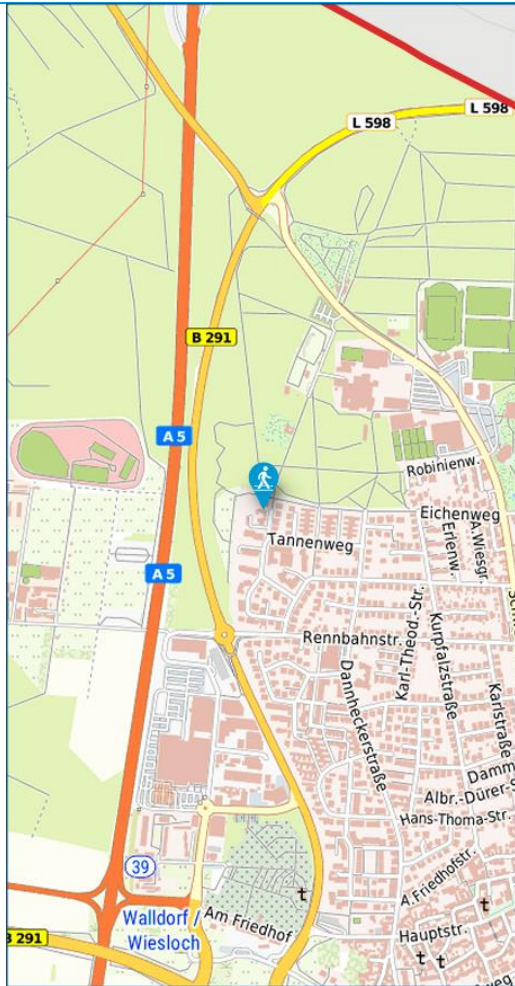 L 598
L 598
B 291
A 5
Robinienw.
Eichenweg
Erlenw.
A.Wiesgr.
Tannenweg
A 5
Rennbahnstr.
Karl-Theod.-Str.
Kurpfalzstraße
Karlstraße
Dannheckerstraße
Damm
Albr.-Dürer-S
Hans-Thoma-Str.
39
A.Friedhofstr.
Walldorf /
Wiesloch
Am Friedhof
Hauptstr.
B 291
weg